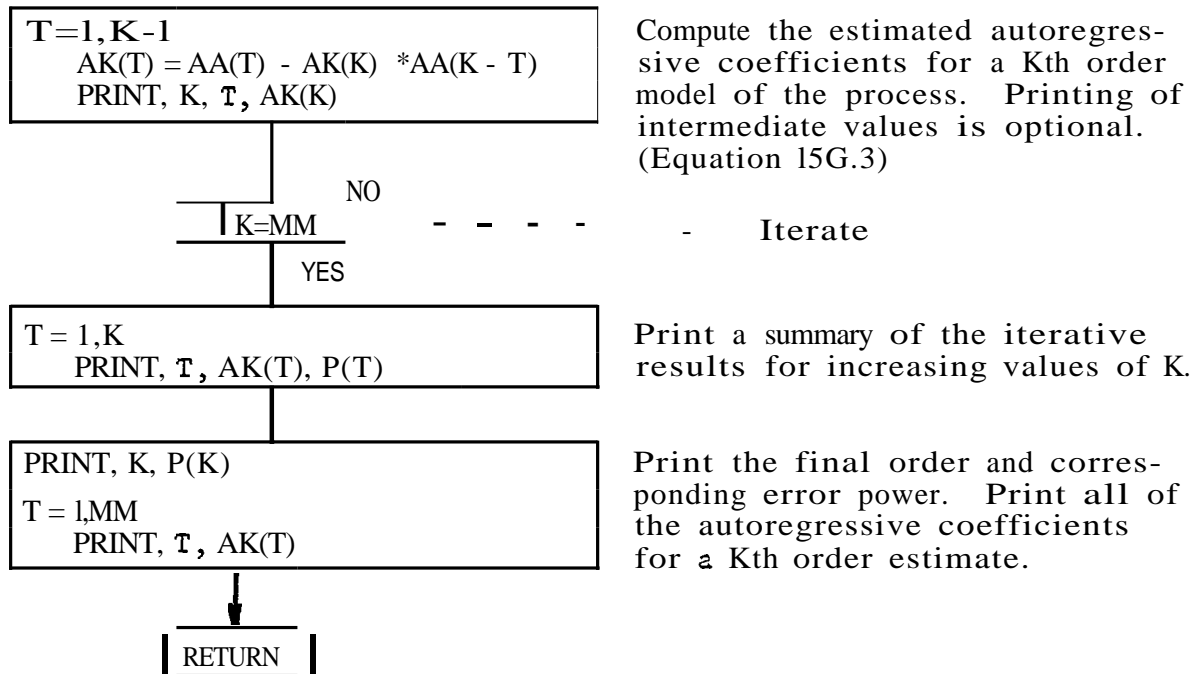 T=1,K-1
AK(T) = AA(T) - AK(K) *AA(K - T)
PRINT, K, T, AK(K)
Compute the estimated autoregres-
sive coefficients for a Kth order
model of the process. Printing of
intermediate values is optional.
(Equation l5G.3)
NO
K=MM - - - - - Iterate
YES
T = 1,K
PRINT, T, AK(T), P(T)
Print a summary of the iterative
results for increasing values of K.
PRINT, K, P(K)
T = l,MM
PRINT, T, AK(T)
Print the final order and corres-
ponding error power. Print all of
the autoregressive coefficients
for a Kth order estimate.
RETURN